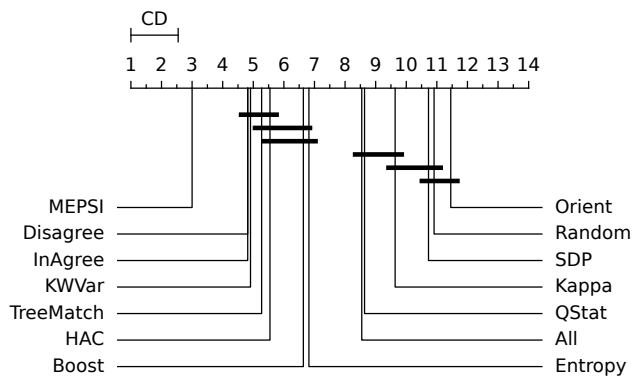 CD
1 2 3 4 5 6 7 8 9 10 11 12 13 14
MEPSI Orient
Disagree Random
InAgree SDP
KWVar Kappa
TreeMatch QStat
HAC All
Boost Entropy